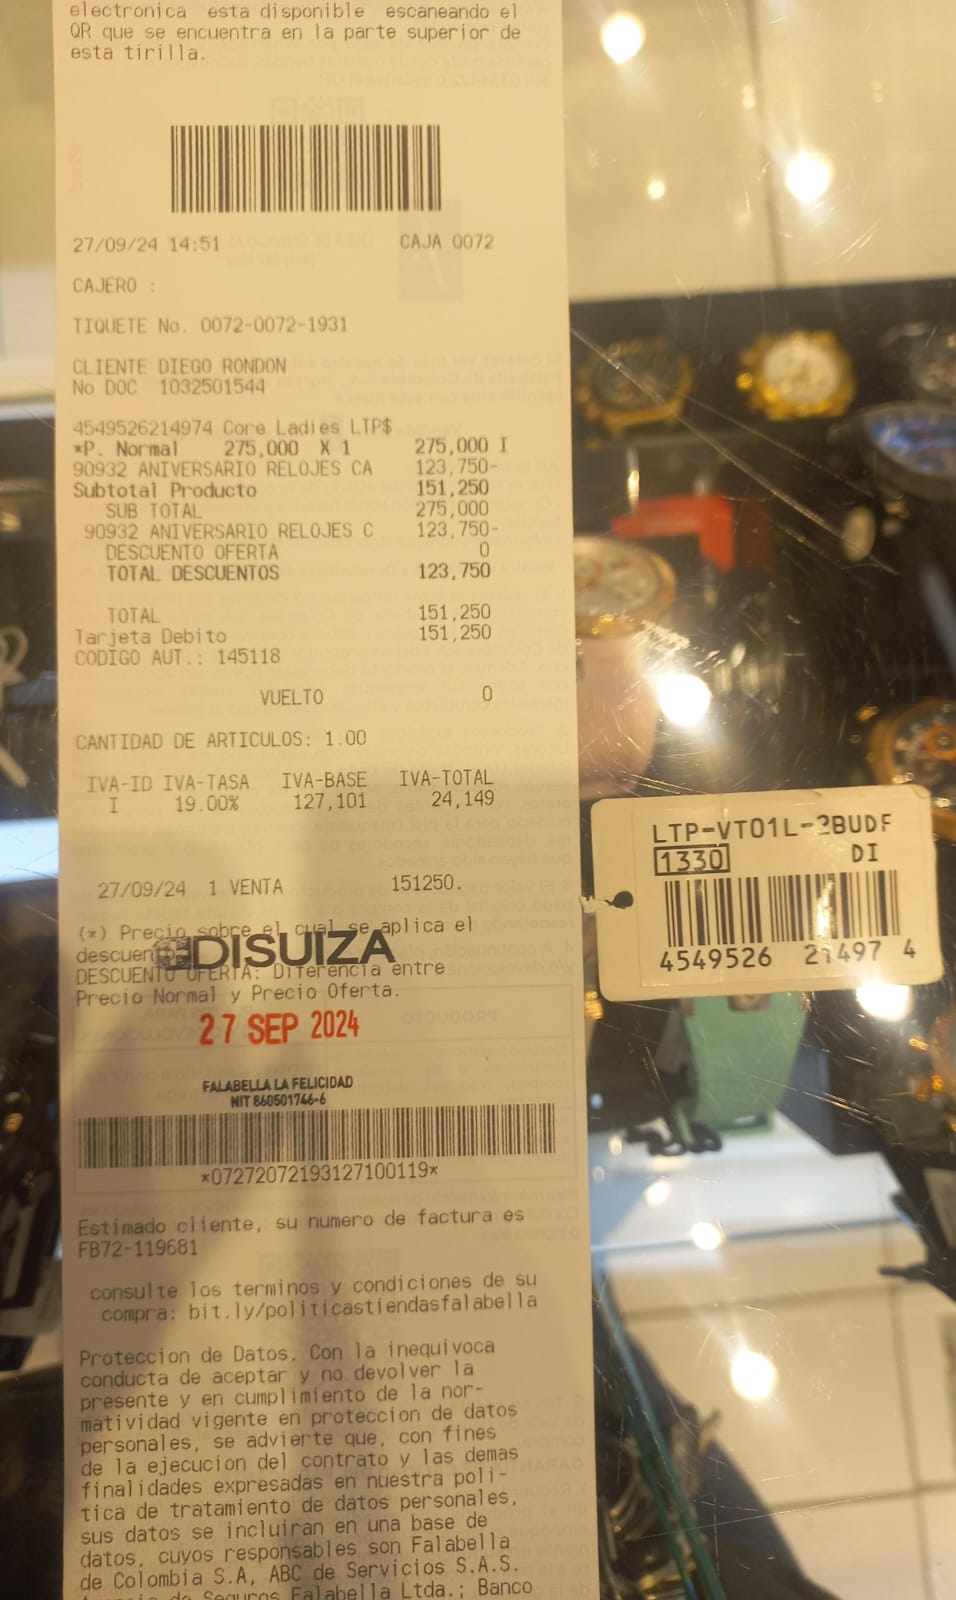 electronica esta disponible escaneando el
QR que se encuentra en la parte superior de
esta tirilla.
27/09/24 14:51 CAJA 0072
CAJERO :
TIQUETE No. 0072-0072-1931
CLIENTE DIEGO RONDON
No DOC 1032501544
4549526214974 Core Ladies LTP$
*P. Normal 275,000 X 1 275,000 I
90932 ANIVERSARIO RELOJES CA 123,750-
Subtotal Producto 151,250
SUB TOTAL 275,000
90932 ANIVERSARIO RELOJES C 123,750-
DESCUENTO OFERTA 0
TOTAL DESCUENTOS 123,750
TOTAL 151,250
Tarjeta Debito 151,250
CODIGO AUT.: 145118
VUELTO 0
CANTIDAD DE ARTICULOS: 1.00
IVA-ID IVA-TASA IVA-BASE IVA-TOTAL
I 19.00% 127,101 24,149
27/09/24 1 VENTA 151250.
(*) Precio sobre el cual se aplica el
descuento
EDISUIZA
DESCUENTO OFERTA: Diferencia entre
Precio Normal y Precio Oferta.
27 SEP 2024
FALABELLA LA FELICIDAD
NIT 860501746-6
*07272072193127100119*
Estimado cliente, su numero de factura es
FB72-119681
consulte los terminos y condiciones de su
compra: bit.ly/politicastiendasfalabella
Proteccion de Datos. Con la inequivoca
conducta de aceptar y no devolver la
presente y en cumplimiento de la nor-
matividad vigente en proteccion de datos
personales, se advierte que, con fines
de la ejecucion del contrato y las demas
finalidades expresadas en nuestra poli-
tica de tratamiento de datos personales,
sus datos se incluiran en una base de
datos, cuyos responsables son Falabella
de Colombia S.A, ABC de Servicios S.A.S.
de Seguros Falabella Ltda.; Banco
LTP-VT01L-2BUDF
1330 DI
4549526 21497 4